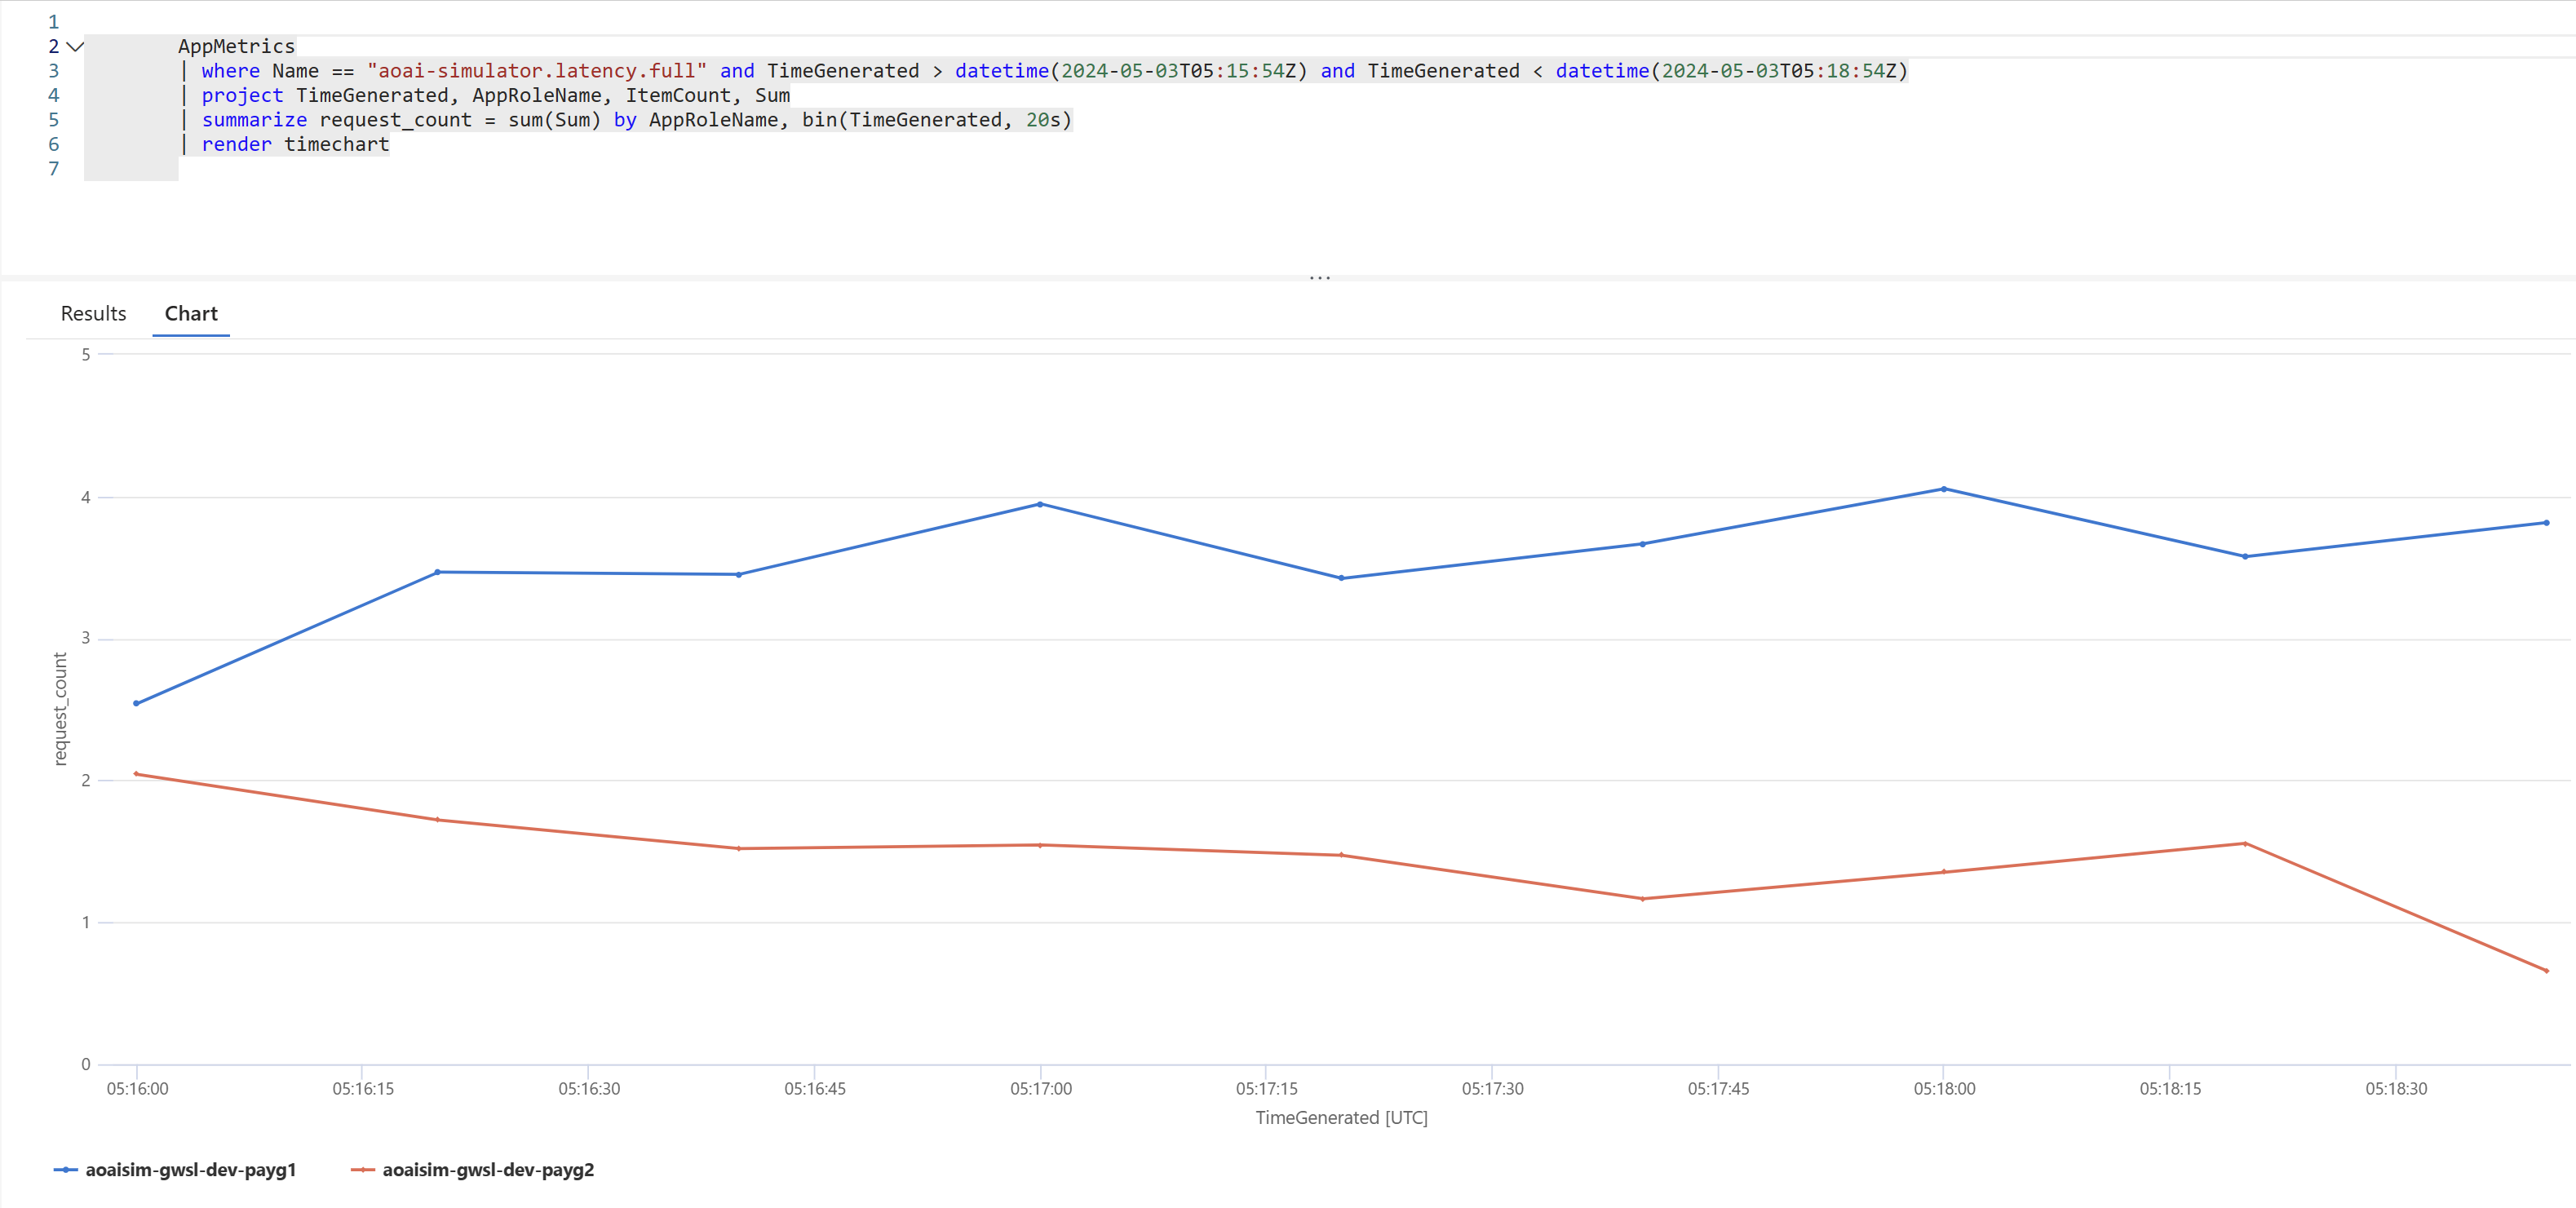 1
2 AppMetrics
3 | where Name == "aoai-simulator.latency.full" and TimeGenerated > datetime(2024-05-03T05:15:54Z) and TimeGenerated < datetime(2024-05-03T05:18:54Z)
4 | project TimeGenerated, AppRoleName, ItemCount, Sum
5 | summarize request_count = sum(Sum) by AppRoleName, bin(TimeGenerated, 20s)
6 | render timechart
7
...
Results Chart
5
4
3
2
1
0
request_count
05:16:00 05:16:15 05:16:30 05:16:45 05:17:00 05:17:15 05:17:30 05:17:45 05:18:00 05:18:15 05:18:30
TimeGenerated [UTC]
aoaisim-gwsl-dev-payg1 aoaisim-gwsl-dev-payg2